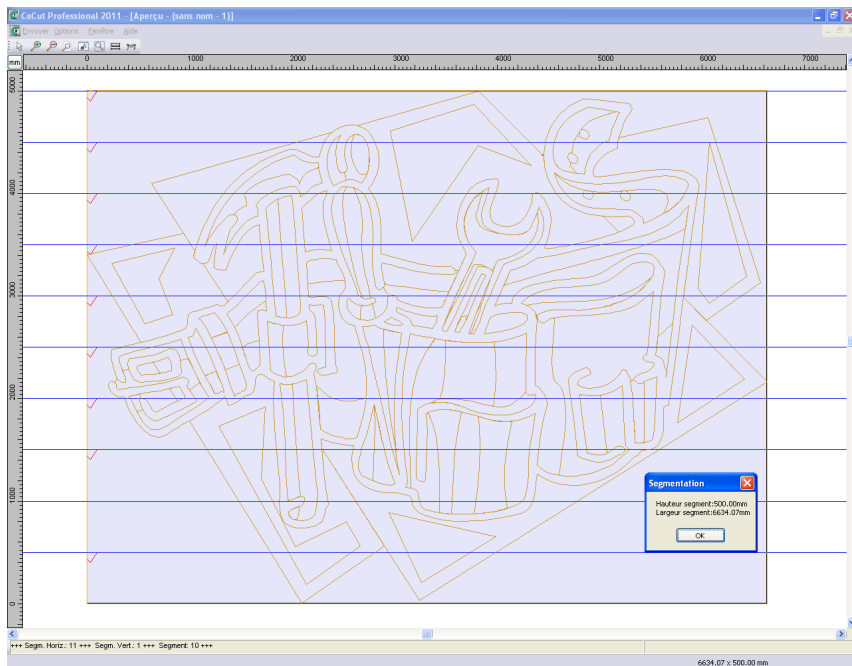 CoCut Professional 2011 - [Aperçu - (sans nom - 1)]
Envoyer Options Fenêtre Aide
mm
0 1000 2000 3000 4000 5000 6000 7000
5000
4000
3000
2000
1000
0
Segmentation
Hauteur segment:500.00mm
Largeur segment:6634.07mm
OK
+++ Segm. Horiz.: 11 +++ Segm. Vert.: 1 +++ Segment: 10 +++
6634.07 x 500.00 mm